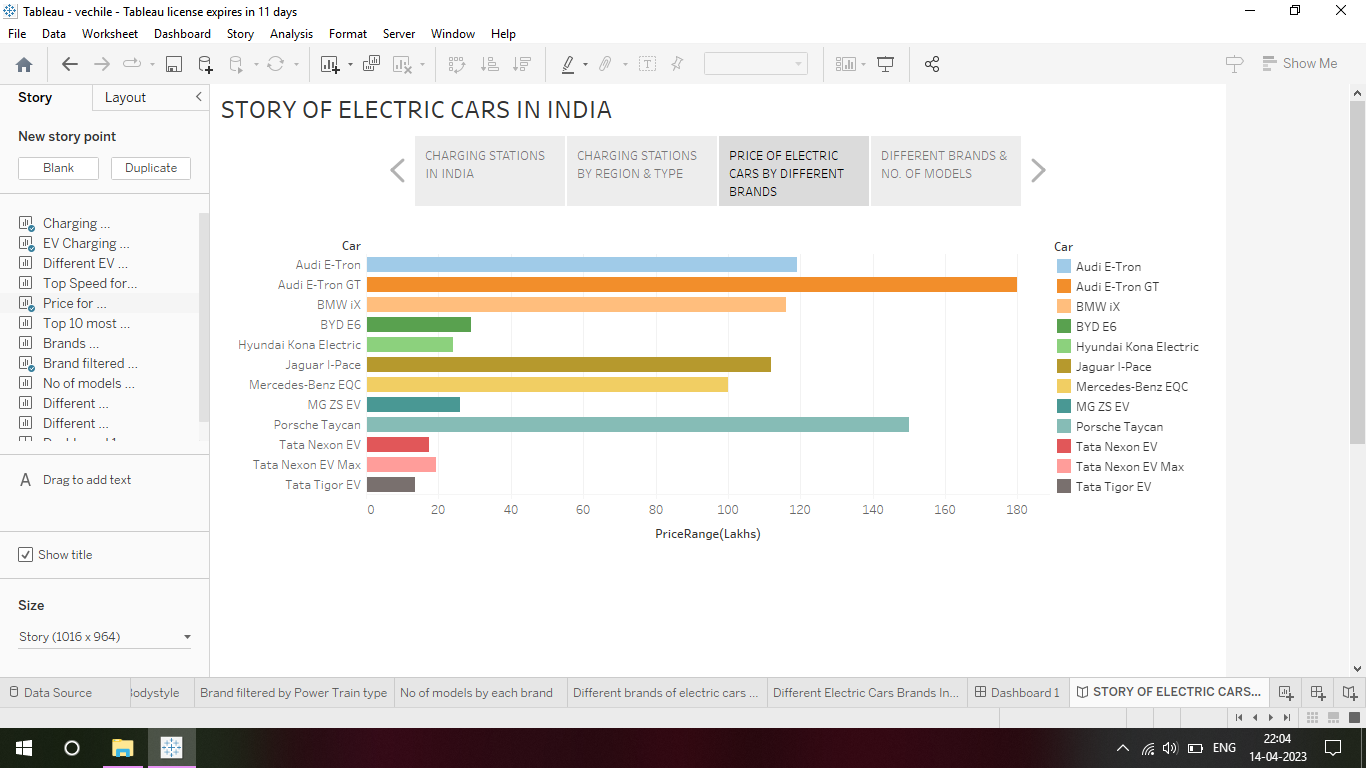 Tableau - vechile - Tableau license expires in 11 days
File Data Worksheet Dashboard Story Analysis Format Server Window Help
Show Me
Story Layout
New story point
Blank Duplicate
Charging ...
EV Charging ...
Different EV ...
Top Speed for...
Price for ...
Top 10 most ...
Brands ...
Brand filtered ...
No of models ...
Different ...
Different ...
Dashboard 1
A Drag to add text
Show title
Size
Story (1016 x 964)
STORY OF ELECTRIC CARS IN INDIA
CHARGING STATIONS
IN INDIA
CHARGING STATIONS
BY REGION & TYPE
PRICE OF ELECTRIC
CARS BY DIFFERENT
BRANDS
DIFFERENT BRANDS &
NO. OF MODELS
Car
Audi E-Tron
Audi E-Tron GT
BMW iX
BYD E6
Hyundai Kona Electric
Jaguar I-Pace
Mercedes-Benz EQC
MG ZS EV
Porsche Taycan
Tata Nexon EV
Tata Nexon EV Max
Tata Tigor EV
0 20 40 60 80 100 120 140 160 180
PriceRange(Lakhs)
Car
Audi E-Tron
Audi E-Tron GT
BMW iX
BYD E6
Hyundai Kona Electric
Jaguar I-Pace
Mercedes-Benz EQC
MG ZS EV
Porsche Taycan
Tata Nexon EV
Tata Nexon EV Max
Tata Tigor EV
Data Source Bodystyle Brand filtered by Power Train type No of models by each brand Different brands of electric cars ... Different Electric Cars Brands In... Dashboard 1 STORY OF ELECTRIC CARS...
ENG
22:04
14-04-2023